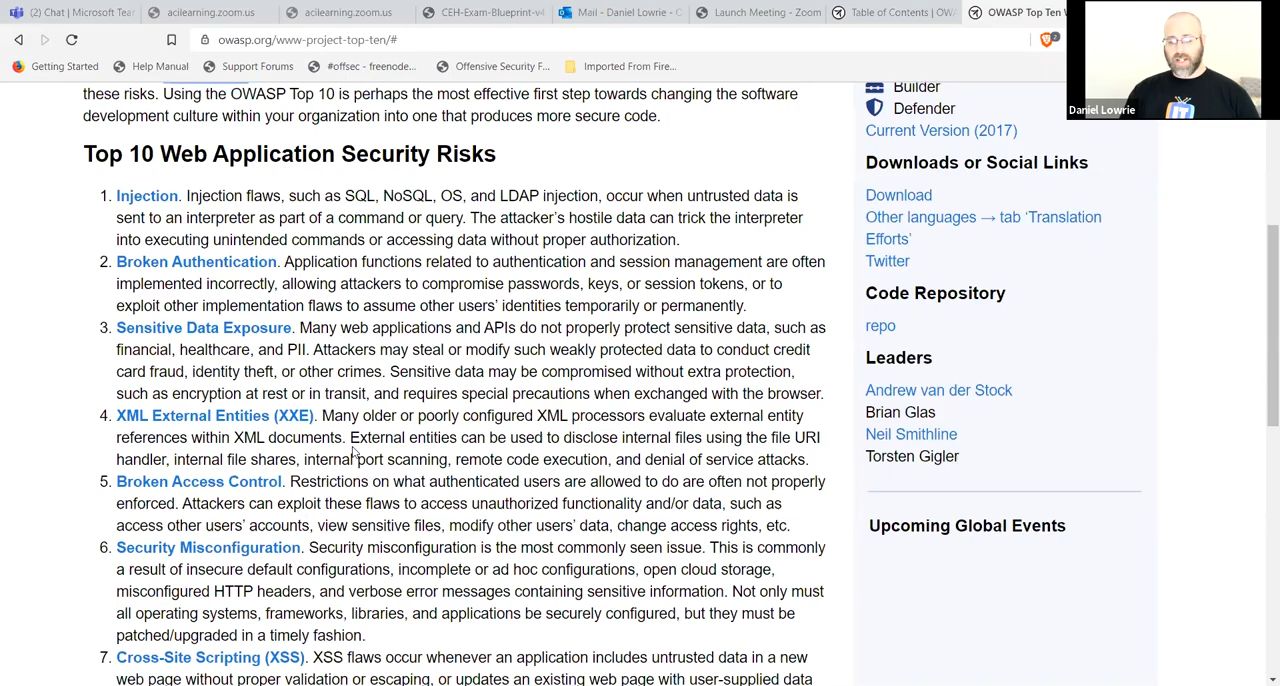 (2) Chat | Microsoft Tea
acilearning.zoom.us
acilearning.zoom.us
CEH-Exam-Blueprint-v4
Mail - Daniel Lowrie - O
Launch Meeting - Zoom
Table of Contents | OWA
OWASP Top Ten W
owasp.org/www-project-top-ten/#
2
Getting Started
Help Manual
Support Forums
#offsec - freenode...
Offensive Security F...
Imported From Fire...
Daniel Lowrie
these risks. Using the OWASP Top 10 is perhaps the most effective first step towards changing the software
development culture within your organization into one that produces more secure code.
Top 10 Web Application Security Risks
1. Injection. Injection flaws, such as SQL, NoSQL, OS, and LDAP injection, occur when untrusted data is
sent to an interpreter as part of a command or query. The attacker's hostile data can trick the interpreter
into executing unintended commands or accessing data without proper authorization.
2. Broken Authentication. Application functions related to authentication and session management are often
implemented incorrectly, allowing attackers to compromise passwords, keys, or session tokens, or to
exploit other implementation flaws to assume other users' identities temporarily or permanently.
3. Sensitive Data Exposure. Many web applications and APIs do not properly protect sensitive data, such as
financial, healthcare, and PII. Attackers may steal or modify such weakly protected data to conduct credit
card fraud, identity theft, or other crimes. Sensitive data may be compromised without extra protection,
such as encryption at rest or in transit, and requires special precautions when exchanged with the browser.
4. XML External Entities (XXE). Many older or poorly configured XML processors evaluate external entity
references within XML documents. External entities can be used to disclose internal files using the file URI
handler, internal file shares, internal port scanning, remote code execution, and denial of service attacks.
5. Broken Access Control. Restrictions on what authenticated users are allowed to do are often not properly
enforced. Attackers can exploit these flaws to access unauthorized functionality and/or data, such as
access other users' accounts, view sensitive files, modify other users' data, change access rights, etc.
6. Security Misconfiguration. Security misconfiguration is the most commonly seen issue. This is commonly
a result of insecure default configurations, incomplete or ad hoc configurations, open cloud storage,
misconfigured HTTP headers, and verbose error messages containing sensitive information. Not only must
all operating systems, frameworks, libraries, and applications be securely configured, but they must be
patched/upgraded in a timely fashion.
7. Cross-Site Scripting (XSS). XSS flaws occur whenever an application includes untrusted data in a new
web page without proper validation or escaping, or updates an existing web page with user-supplied data
Builder
Defender
Current Version (2017)
Downloads or Social Links
Download
Other languages → tab 'Translation
Efforts'
Twitter
Code Repository
repo
Leaders
Andrew van der Stock
Brian Glas
Neil Smithline
Torsten Gigler
Upcoming Global Events